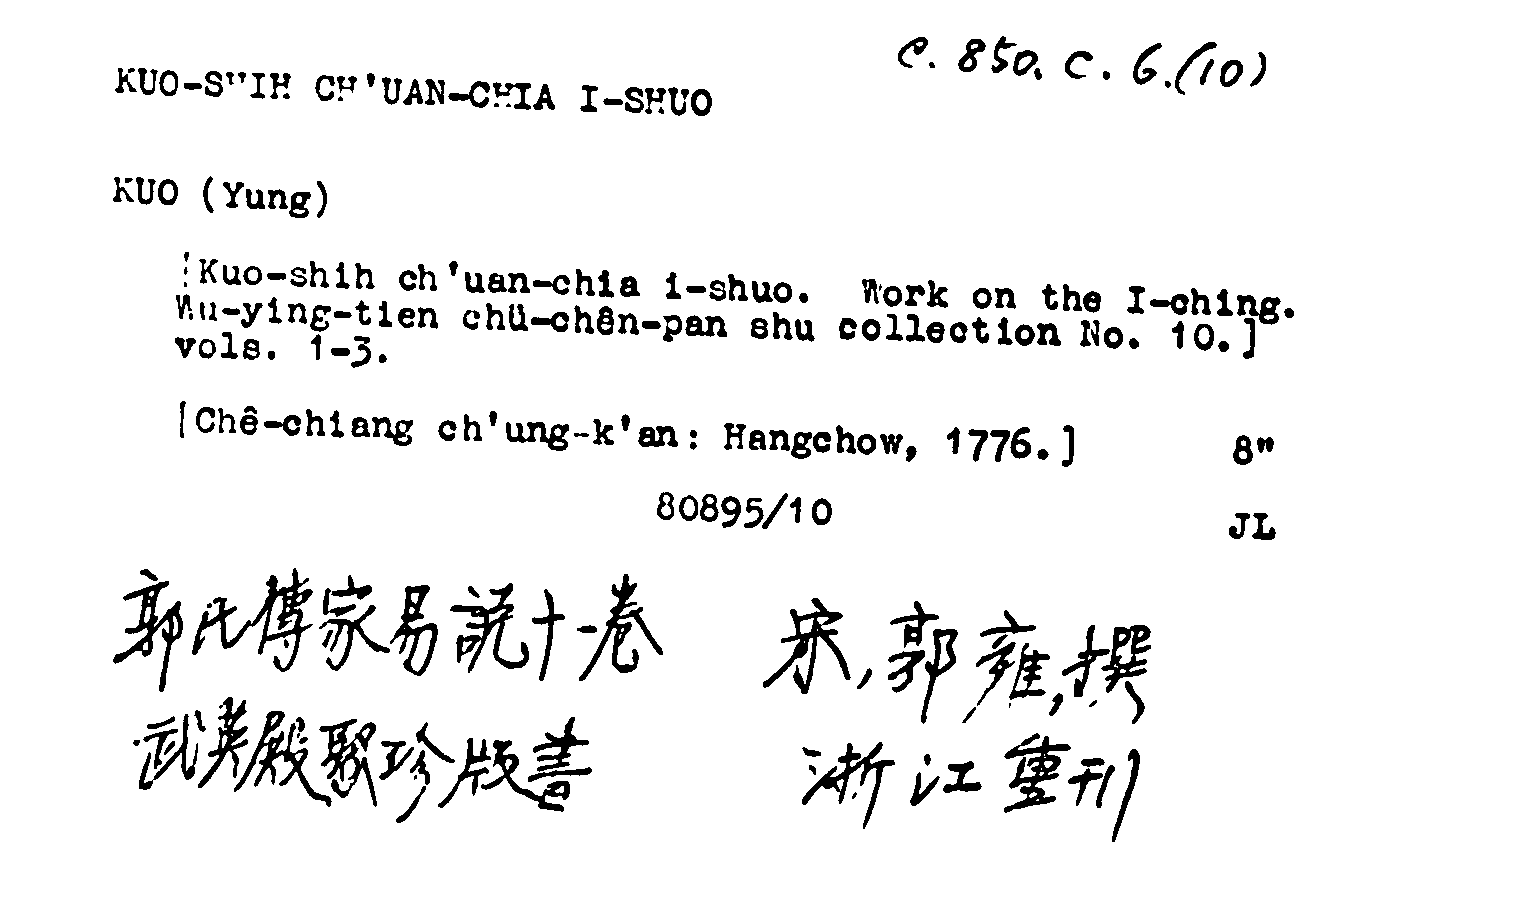 C. 850. C. 6.(10)
KUO-SHIH CH'UAN-CHIA I-SHUO
KUO (Yung)
[Kuo-shih ch'uan-chia i-shuo. Work on the I-ching.
Wu-ying-tien chü-chên-pan shu collection No. 10.]
vols. 1-3.
[Chê-chiang ch'ung-k'an: Hangchow, 1776.] 8"
80895/10 JL
郭氏傳家易説十一卷 宋,郭雍,撰
武英殿聚珍版書 浙江重刊